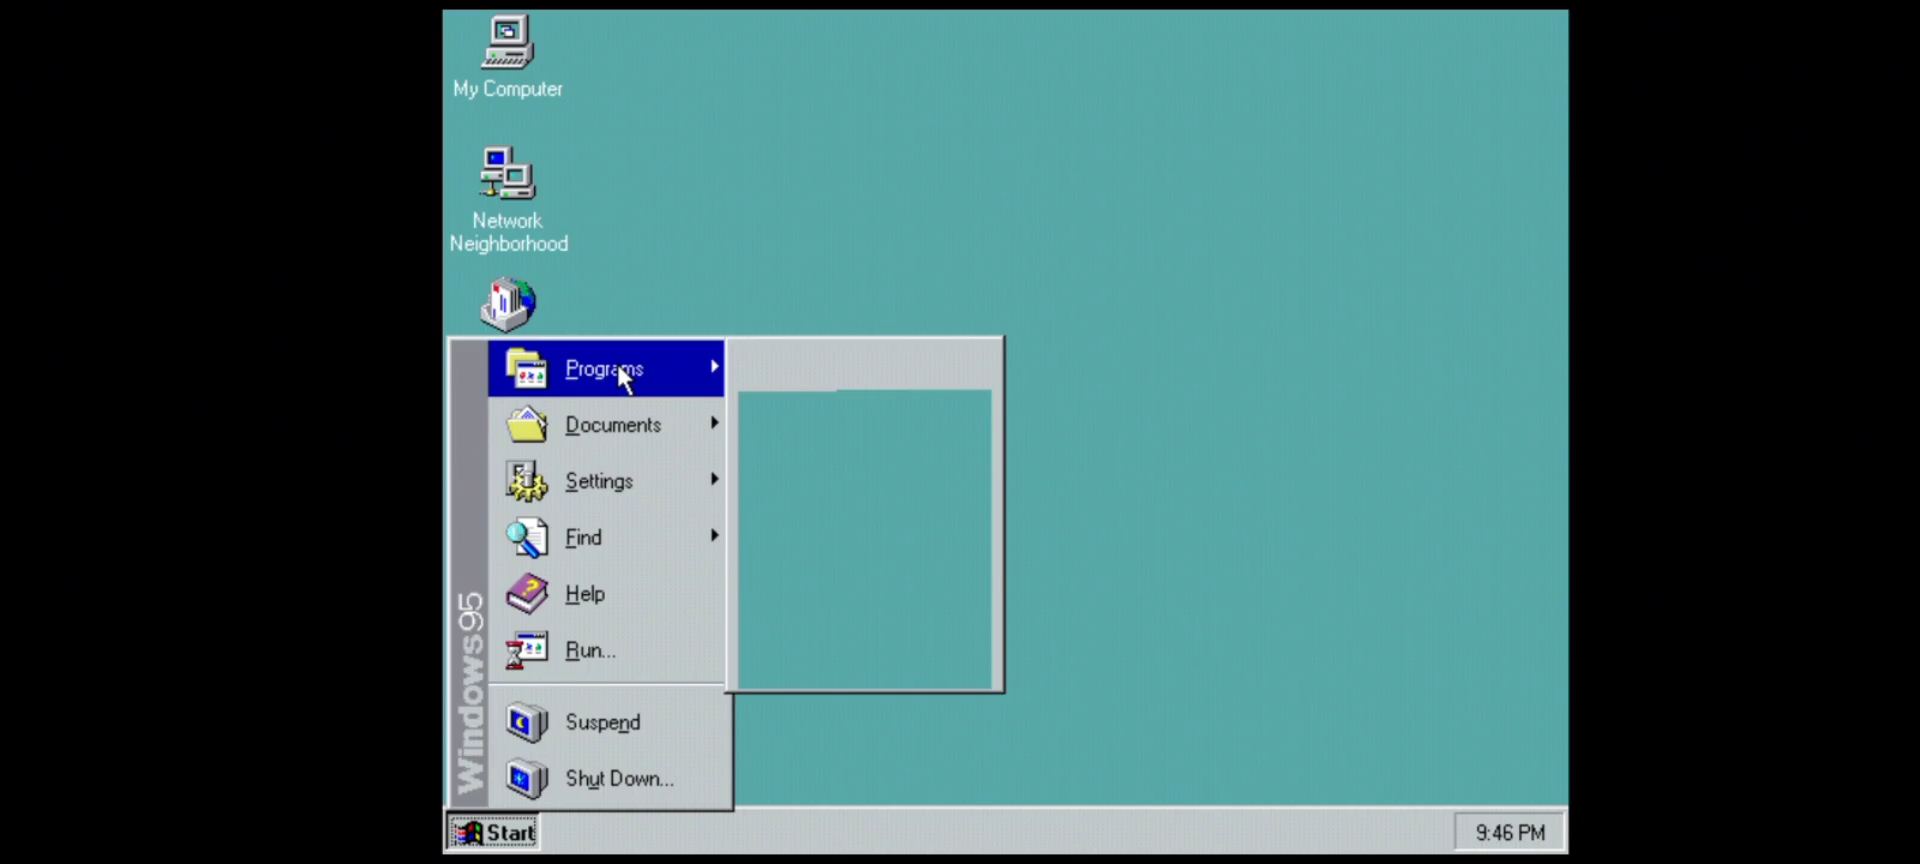 My Computer
Network
Neighborhood
Programs
Documents
Settings
Find
Help
Run...
Suspend
Shut Down...
Windows95
Start
9:46 PM